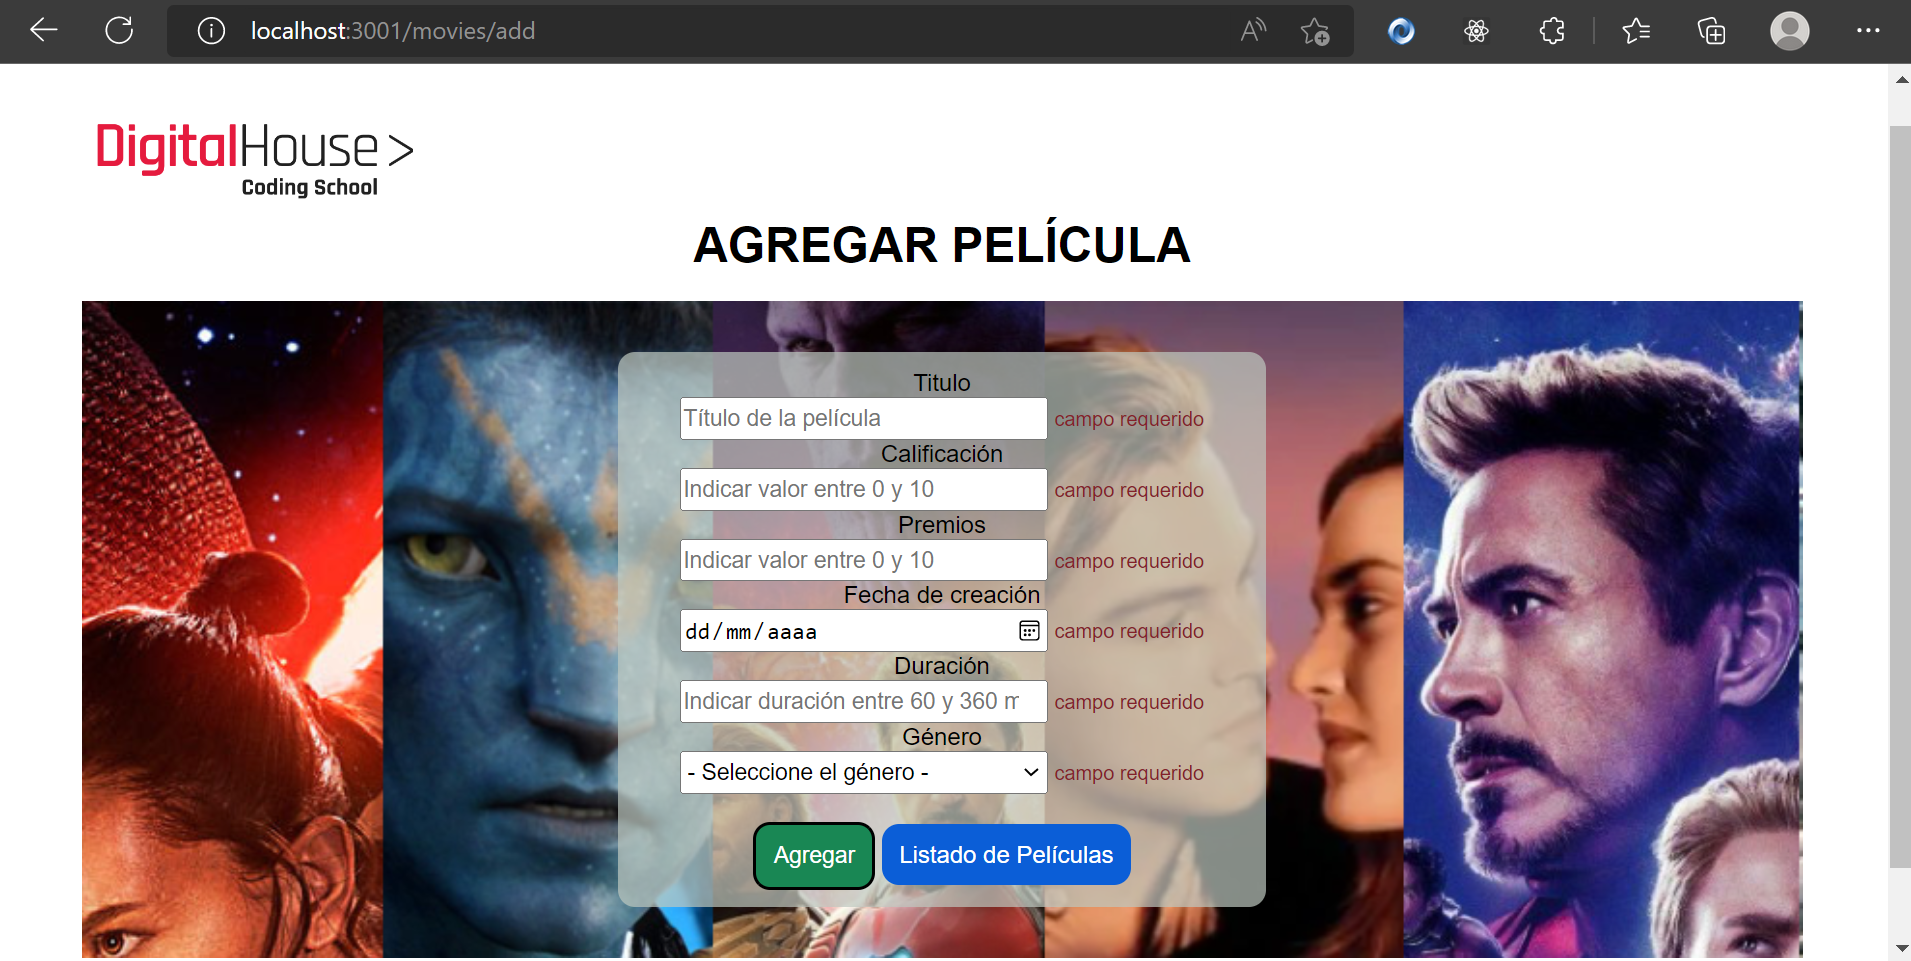 localhost:3001/movies/add
DigitalHouse >
Coding School
AGREGAR PELÍCULA
Titulo
Título de la película campo requerido
Calificación
Indicar valor entre 0 y 10 campo requerido
Premios
Indicar valor entre 0 y 10 campo requerido
Fecha de creación
dd/mm/aaaa campo requerido
Duración
Indicar duración entre 60 y 360 m campo requerido
Género
- Seleccione el género - campo requerido
Agregar Listado de Películas